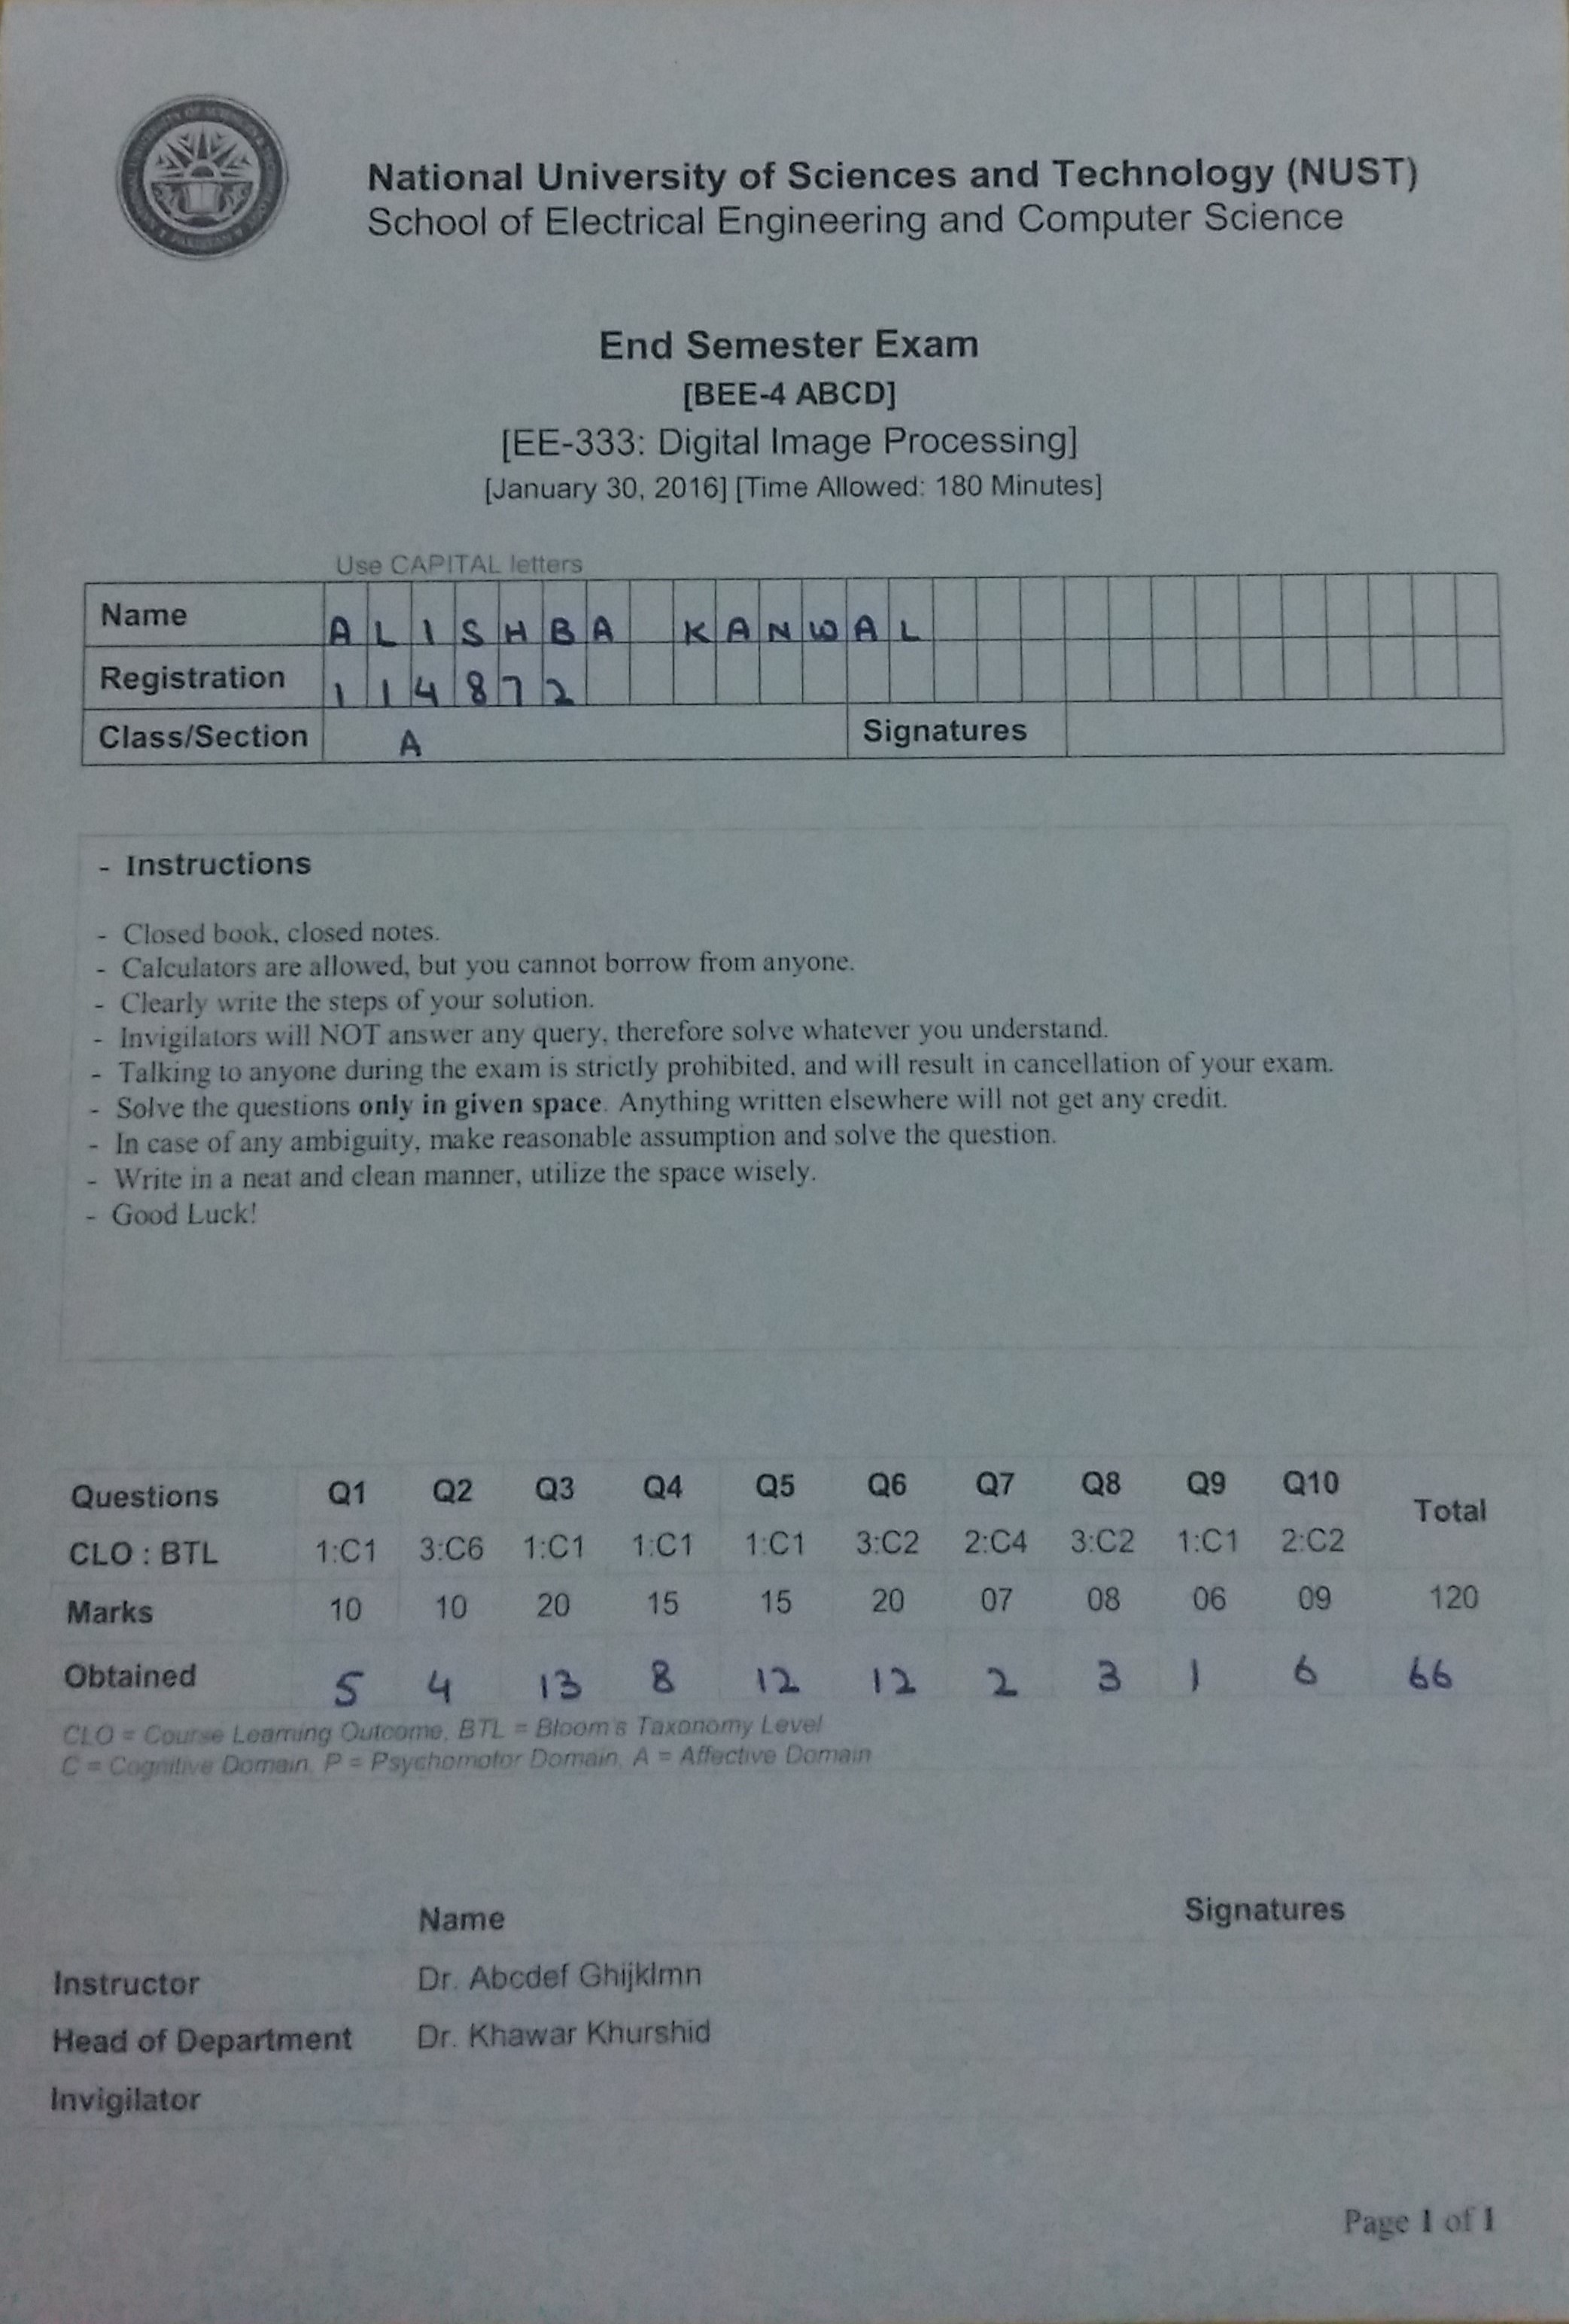 National University of Sciences and Technology (NUST)
School of Electrical Engineering and Computer Science
End Semester Exam
[BEE-4 ABCD]
[EE-333: Digital Image Processing]
[January 30, 2016] [Time Allowed: 180 Minutes]
Use CAPITAL letters
Name ALISHBA KANWAL
Registration 114872
Class/Section A Signatures
- Instructions
- Closed book, closed notes.
- Calculators are allowed, but you cannot borrow from anyone.
- Clearly write the steps of your solution.
- Invigilators will NOT answer any query, therefore solve whatever you understand.
- Talking to anyone during the exam is strictly prohibited, and will result in cancellation of your exam.
- Solve the questions only in given space. Anything written elsewhere will not get any credit.
- In case of any ambiguity, make reasonable assumption and solve the question.
- Write in a neat and clean manner, utilize the space wisely.
- Good Luck!
Questions Q1 Q2 Q3 Q4 Q5 Q6 Q7 Q8 Q9 Q10 Total
CLO : BTL 1:C1 3:C6 1:C1 1:C1 1:C1 3:C2 2:C4 3:C2 1:C1 2:C2
Marks 10 10 20 15 15 20 07 08 06 09 120
Obtained 5 4 13 8 12 12 2 3 1 6 66
CLO = Course Learning Outcome, BTL = Bloom's Taxonomy Level
C = Cognitive Domain, P = Psychomotor Domain, A = Affective Domain
Name Signatures
Instructor Dr. Abcdef Ghijklmn
Head of Department Dr. Khawar Khurshid
Invigilator
Page 1 of 1